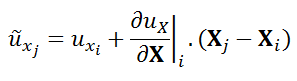 ũ_{x_j} = u_{x_i} + ∂u_X/∂𝐗|_i . (𝐗_j − 𝐗_i)